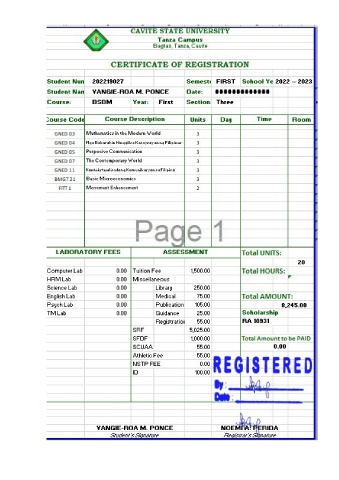 CAVITE STATE UNIVERSITY
Tanza Campus
Bagtas, Tanza, Cavite
CERTIFICATE OF REGISTRATION
Student Num 202218027 Semest FIRST School Ye 2022 – 2023
Student Nan YANGIE-ROA M. PONCE Date:
Course: BSBM Year: First Section Three
Course Code Course Description Units Day Time Room
GNED 03 Mathematics in the Modern World 3
GNED 04 Mga Babasahin Hinggil sa Kasaysayan ng Pilipinas 3
GNED 05 Purposive Communication 3
GNED 07 The Contemporary World 3
GNED 11 3
BMGT 21 Basic Microeconomics 3
FITT 1 Movement Enhancement 2
Page 1
LABORATORY FEES ASSESSMENT Total UNITS:
20
Computer Lab 0.00 Tuition Fee 1,500.00 Total HOURS:
HRM Lab 0.00 Miscellaneous
Science Lab 0.00 Library 250.00
English Lab 0.00 Medical 75.00 Total AMOUNT:
Psych Lab 0.00 Publication 105.00 8,245.00
TM Lab 0.00 Guidance 25.00 Scholarship
Registration 55.00 RA 10931
SRF 5,025.00
SFDF 1,000.00 Total Amount to be PAID
SCUAA 55.00 0.00
Athletic Fee 55.00
NSTP FEE 0.00
ID 100.00
REGISTERED
By :
Date :
YANGIE-ROA M. PONCE NOEMI A. PERIDA
Student's Signature Registrar's Signature